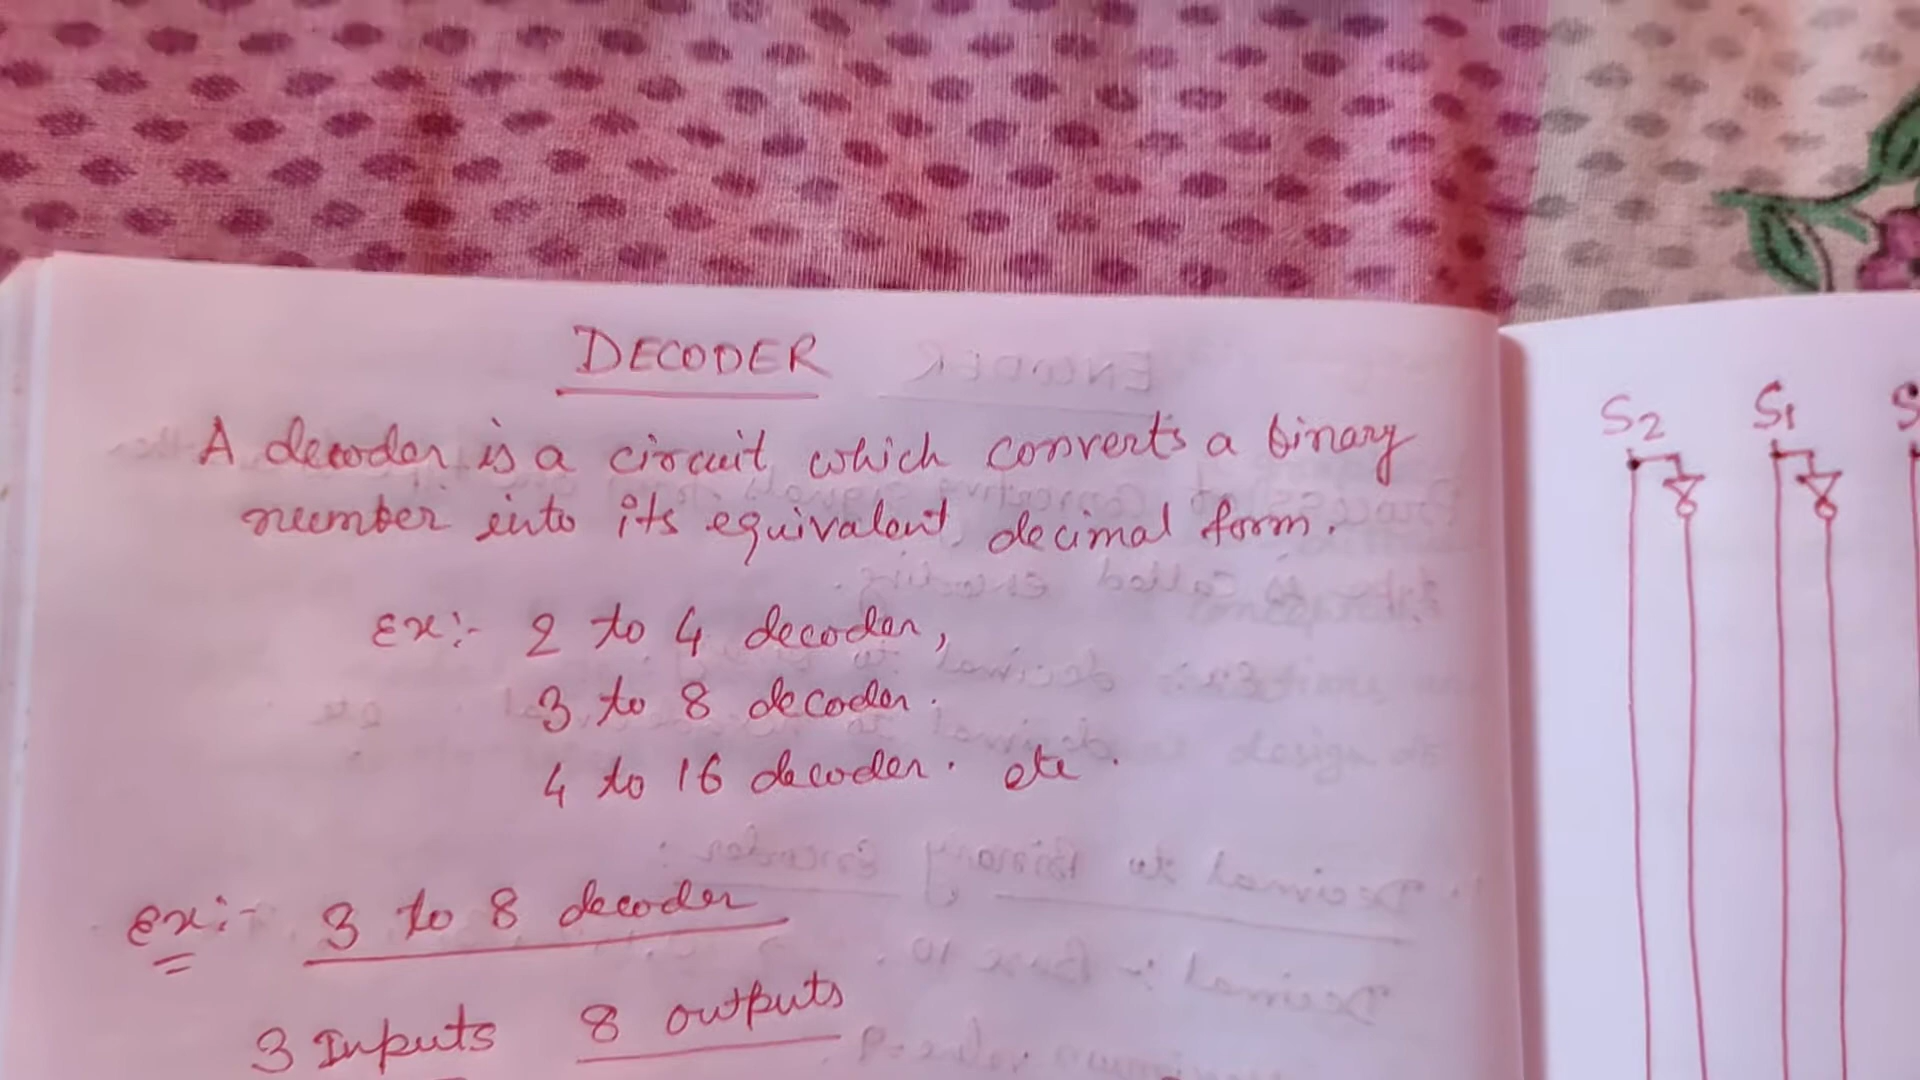 DECODER
A decoder is a circuit which converts a binary
number into its equivalent decimal form.
Ex:- 2 to 4 decoder,
3 to 8 decoder.
4 to 16 decoder. etc.
Ex:- 3 to 8 decoder
3 Inputs 8 outputs
S2 S1 S